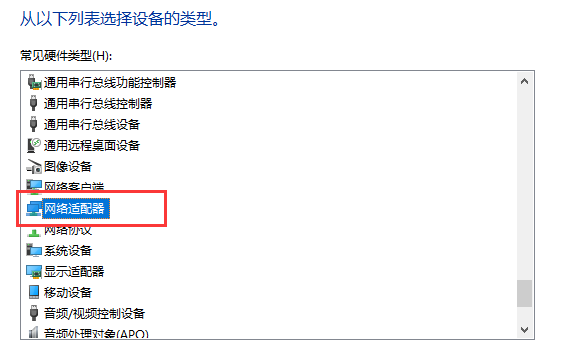 从以下列表选择设备的类型。
常见硬件类型(H):
通用串行总线功能控制器
通用串行总线控制器
通用串行总线设备
通用远程桌面设备
图像设备
网络客户端
网络适配器
网络协议
系统设备
显示适配器
移动设备
音频/视频控制设备
音频处理对象(APO)